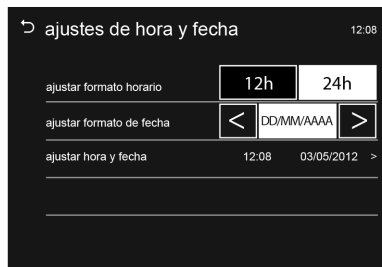 ajustes de hora y fecha 12:08
ajustar formato horario 12h 24h
ajustar formato de fecha < DD/MM/AAAA >
ajustar hora y fecha 12:08 03/05/2012 >